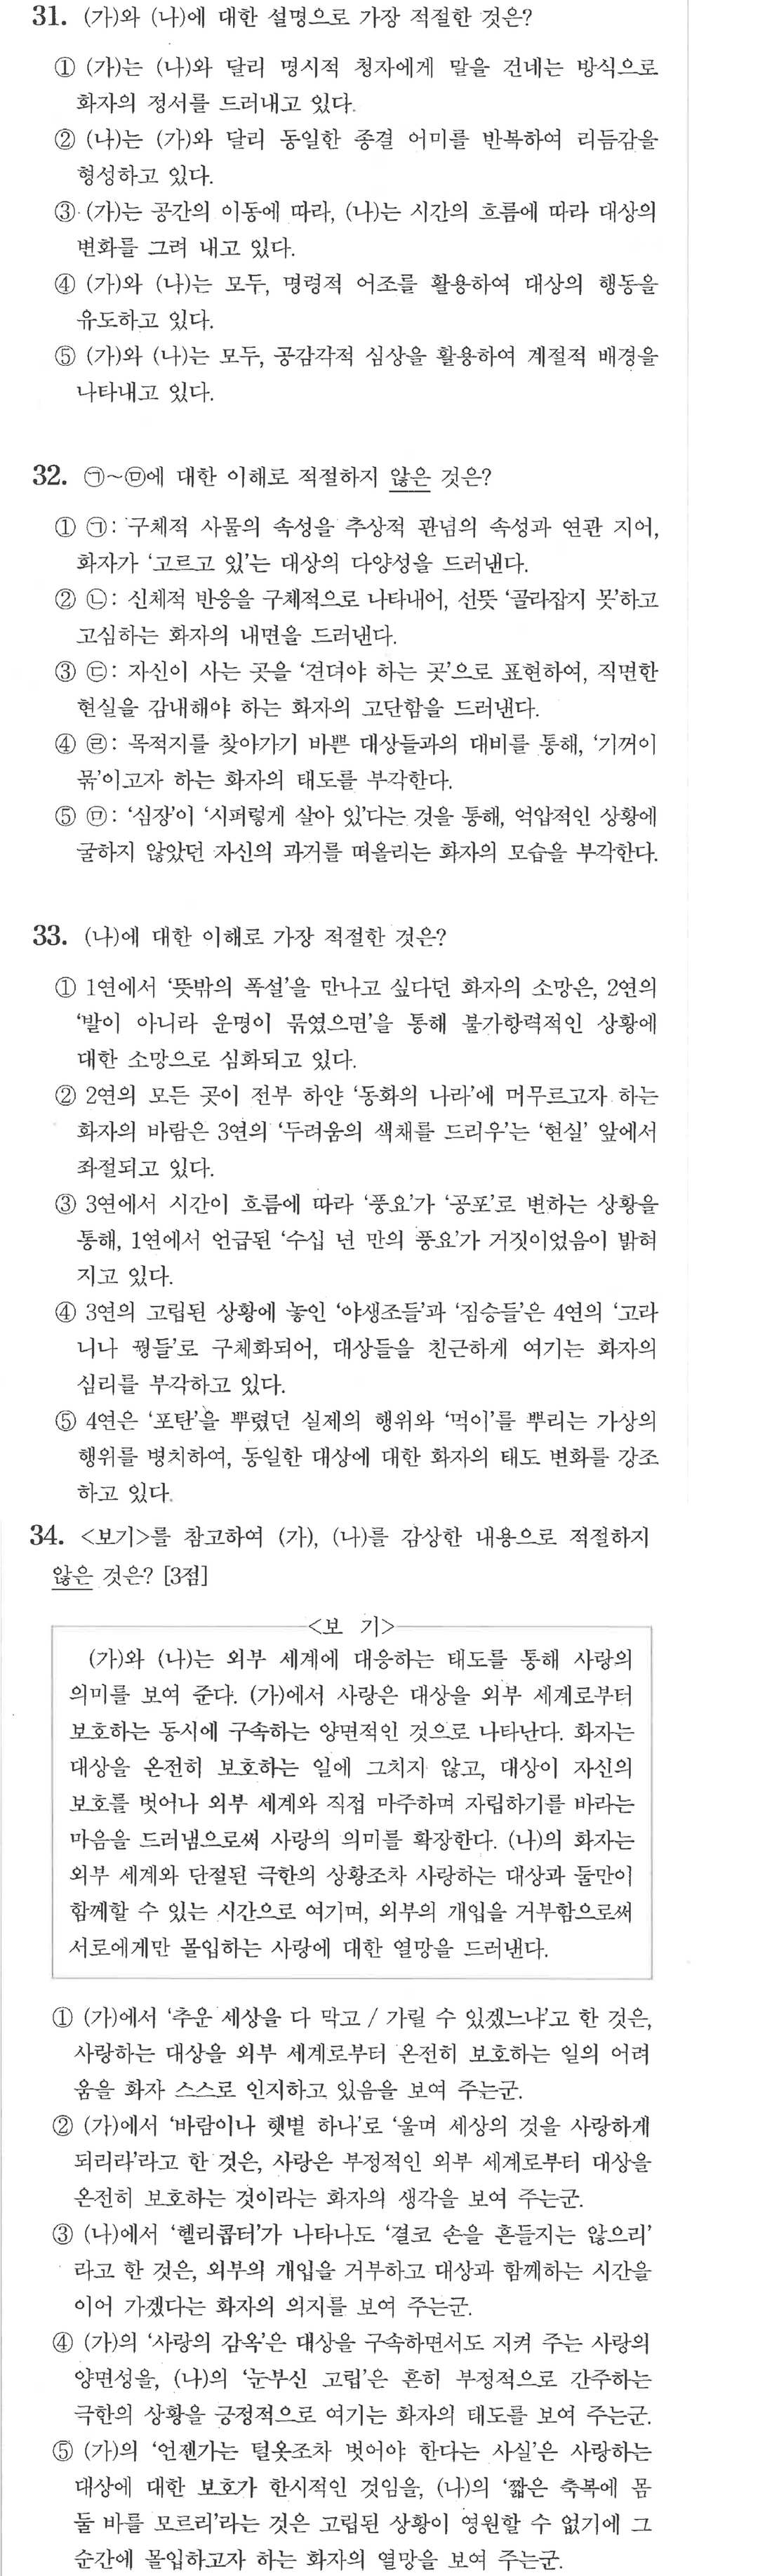 31. (가)와 (나)에 대한 설명으로 가장 적절한 것은?
① (가)는 (나)와 달리 명시적 청자에게 말을 건네는 방식으로
화자의 정서를 드러내고 있다.
② (나)는 (가)와 달리 동일한 종결 어미를 반복하여 리듬감을
형성하고 있다.
③ (가)는 공간의 이동에 따라, (나)는 시간의 흐름에 따라 대상의
변화를 그려 내고 있다.
④ (가)와 (나)는 모두, 명령적 어조를 활용하여 대상의 행동을
유도하고 있다.
⑤ (가)와 (나)는 모두, 공감각적 심상을 활용하여 계절적 배경을
나타내고 있다.
32. ㉠~㉤에 대한 이해로 적절하지 않은 것은?
① ㉠: 구체적 사물의 속성을 추상적 관념의 속성과 연관 지어,
화자가 ‘고르고 있’는 대상의 다양성을 드러낸다.
② ㉡: 신체적 반응을 구체적으로 나타내어, 선뜻 ‘골라잡지 못’하고
고심하는 화자의 내면을 드러낸다.
③ ㉢: 자신이 사는 곳을 ‘견뎌야 하는 곳’으로 표현하여, 직면한
현실을 감내해야 하는 화자의 고단함을 드러낸다.
④ ㉣: 목적지를 찾아가기 바쁜 대상들과의 대비를 통해, ‘기꺼이
묶’이고자 하는 화자의 태도를 부각한다.
⑤ ㉤: ‘심장’이 ‘시퍼렇게 살아 있’다는 것을 통해, 억압적인 상황에
굴하지 않았던 자신의 과거를 떠올리는 화자의 모습을 부각한다.
33. (나)에 대한 이해로 가장 적절한 것은?
① 1연에서 ‘뜻밖의 폭설’을 만나고 싶다던 화자의 소망은, 2연의
‘발이 아니라 운명이 묶였으면’을 통해 불가항력적인 상황에
대한 소망으로 심화되고 있다.
② 2연의 모든 곳이 전부 하얀 ‘동화의 나라’에 머무르고자 하는
화자의 바람은 3연의 ‘두려움의 색채를 드리우’는 ‘현실’ 앞에서
좌절되고 있다.
③ 3연에서 시간이 흐름에 따라 ‘풍요’가 ‘공포’로 변하는 상황을
통해, 1연에서 언급된 ‘수십 년 만의 풍요’가 거짓이었음이 밝혀
지고 있다.
④ 3연의 고립된 상황에 놓인 ‘야생조들’과 ‘짐승들’은 4연의 ‘고라
니나 꿩들’로 구체화되어, 대상들을 친근하게 여기는 화자의
심리를 부각하고 있다.
⑤ 4연은 ‘포탄’을 뿌렸던 실제의 행위와 ‘먹이’를 뿌리는 가상의
행위를 병치하여, 동일한 대상에 대한 화자의 태도 변화를 강조
하고 있다.
34. <보기>를 참고하여 (가), (나)를 감상한 내용으로 적절하지
않은 것은? [3점]
<보 기>
(가)와 (나)는 외부 세계에 대응하는 태도를 통해 사랑의
의미를 보여 준다. (가)에서 사랑은 대상을 외부 세계로부터
보호하는 동시에 구속하는 양면적인 것으로 나타난다. 화자는
대상을 온전히 보호하는 일에 그치지 않고, 대상이 자신의
보호를 벗어나 외부 세계와 직접 마주하며 자립하기를 바라는
마음을 드러냄으로써 사랑의 의미를 확장한다. (나)의 화자는
외부 세계와 단절된 극한의 상황조차 사랑하는 대상과 둘만이
함께할 수 있는 시간으로 여기며, 외부의 개입을 거부함으로써
서로에게만 몰입하는 사랑에 대한 열망을 드러낸다.
① (가)에서 ‘추운 세상을 다 막고 / 가릴 수 있겠느냐’고 한 것은,
사랑하는 대상을 외부 세계로부터 온전히 보호하는 일의 어려
움을 화자 스스로 인지하고 있음을 보여 주는군.
② (가)에서 ‘바람이나 햇볕 하나’로 ‘울며 세상의 것을 사랑하게
되리라’라고 한 것은, 사랑은 부정적인 외부 세계로부터 대상을
온전히 보호하는 것이라는 화자의 생각을 보여 주는군.
③ (나)에서 ‘헬리콥터’가 나타나도 ‘결코 손을 흔들지는 않으리’
라고 한 것은, 외부의 개입을 거부하고 대상과 함께하는 시간을
이어 가겠다는 화자의 의지를 보여 주는군.
④ (가)의 ‘사랑의 감옥’은 대상을 구속하면서도 지켜 주는 사랑의
양면성을, (나)의 ‘눈부신 고립’은 흔히 부정적으로 간주하는
극한의 상황을 긍정적으로 여기는 화자의 태도를 보여 주는군.
⑤ (가)의 ‘언젠가는 털옷조차 벗어야 한다는 사실’은 사랑하는
대상에 대한 보호가 한시적인 것임을, (나)의 ‘짧은 축복에 몸
둘 바를 모르리’라는 것은 고립된 상황이 영원할 수 없기에 그
순간에 몰입하고자 하는 화자의 열망을 보여 주는군.